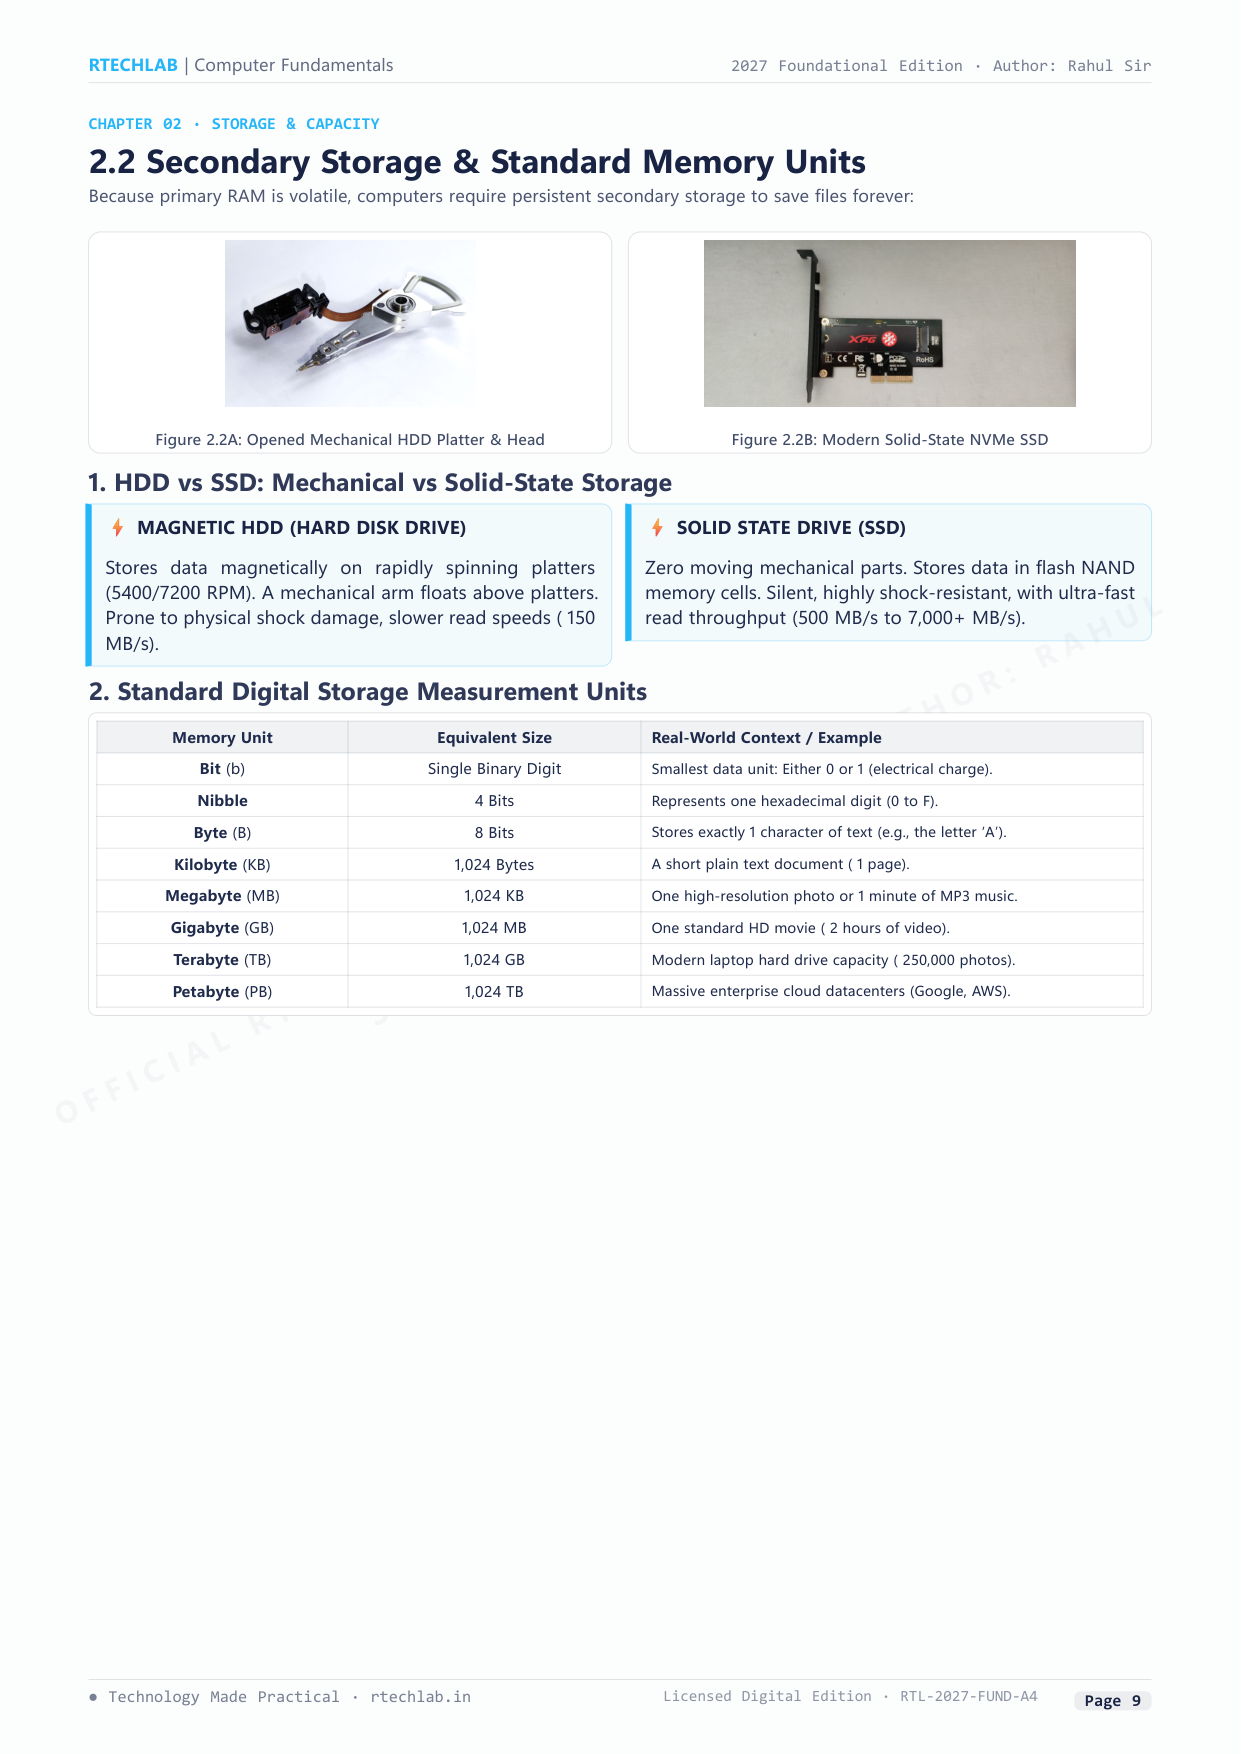 RTECHLAB | Computer Fundamentals
2027 Foundational Edition · Author: Rahul Sir
CHAPTER 02 · STORAGE & CAPACITY
2.2 Secondary Storage & Standard Memory Units
Because primary RAM is volatile, computers require persistent secondary storage to save files forever:
XPG
CE FC
RoHS
Figure 2.2A: Opened Mechanical HDD Platter & Head
Figure 2.2B: Modern Solid-State NVMe SSD
1. HDD vs SSD: Mechanical vs Solid-State Storage
MAGNETIC HDD (HARD DISK DRIVE)
Stores data magnetically on rapidly spinning platters
(5400/7200 RPM). A mechanical arm floats above platters.
Prone to physical shock damage, slower read speeds ( 150
MB/s).
SOLID STATE DRIVE (SSD)
Zero moving mechanical parts. Stores data in flash NAND
memory cells. Silent, highly shock-resistant, with ultra-fast
read throughput (500 MB/s to 7,000+ MB/s).
2. Standard Digital Storage Measurement Units
Memory Unit Equivalent Size Real-World Context / Example
Bit (b) Single Binary Digit Smallest data unit: Either 0 or 1 (electrical charge).
Nibble 4 Bits Represents one hexadecimal digit (0 to F).
Byte (B) 8 Bits Stores exactly 1 character of text (e.g., the letter ‘A’).
Kilobyte (KB) 1,024 Bytes A short plain text document ( 1 page).
Megabyte (MB) 1,024 KB One high-resolution photo or 1 minute of MP3 music.
Gigabyte (GB) 1,024 MB One standard HD movie ( 2 hours of video).
Terabyte (TB) 1,024 GB Modern laptop hard drive capacity ( 250,000 photos).
Petabyte (PB) 1,024 TB Massive enterprise cloud datacenters (Google, AWS).
OFFICIAL
RAHUL
● Technology Made Practical · rtechlab.in
Licensed Digital Edition · RTL-2027-FUND-A4
Page 9